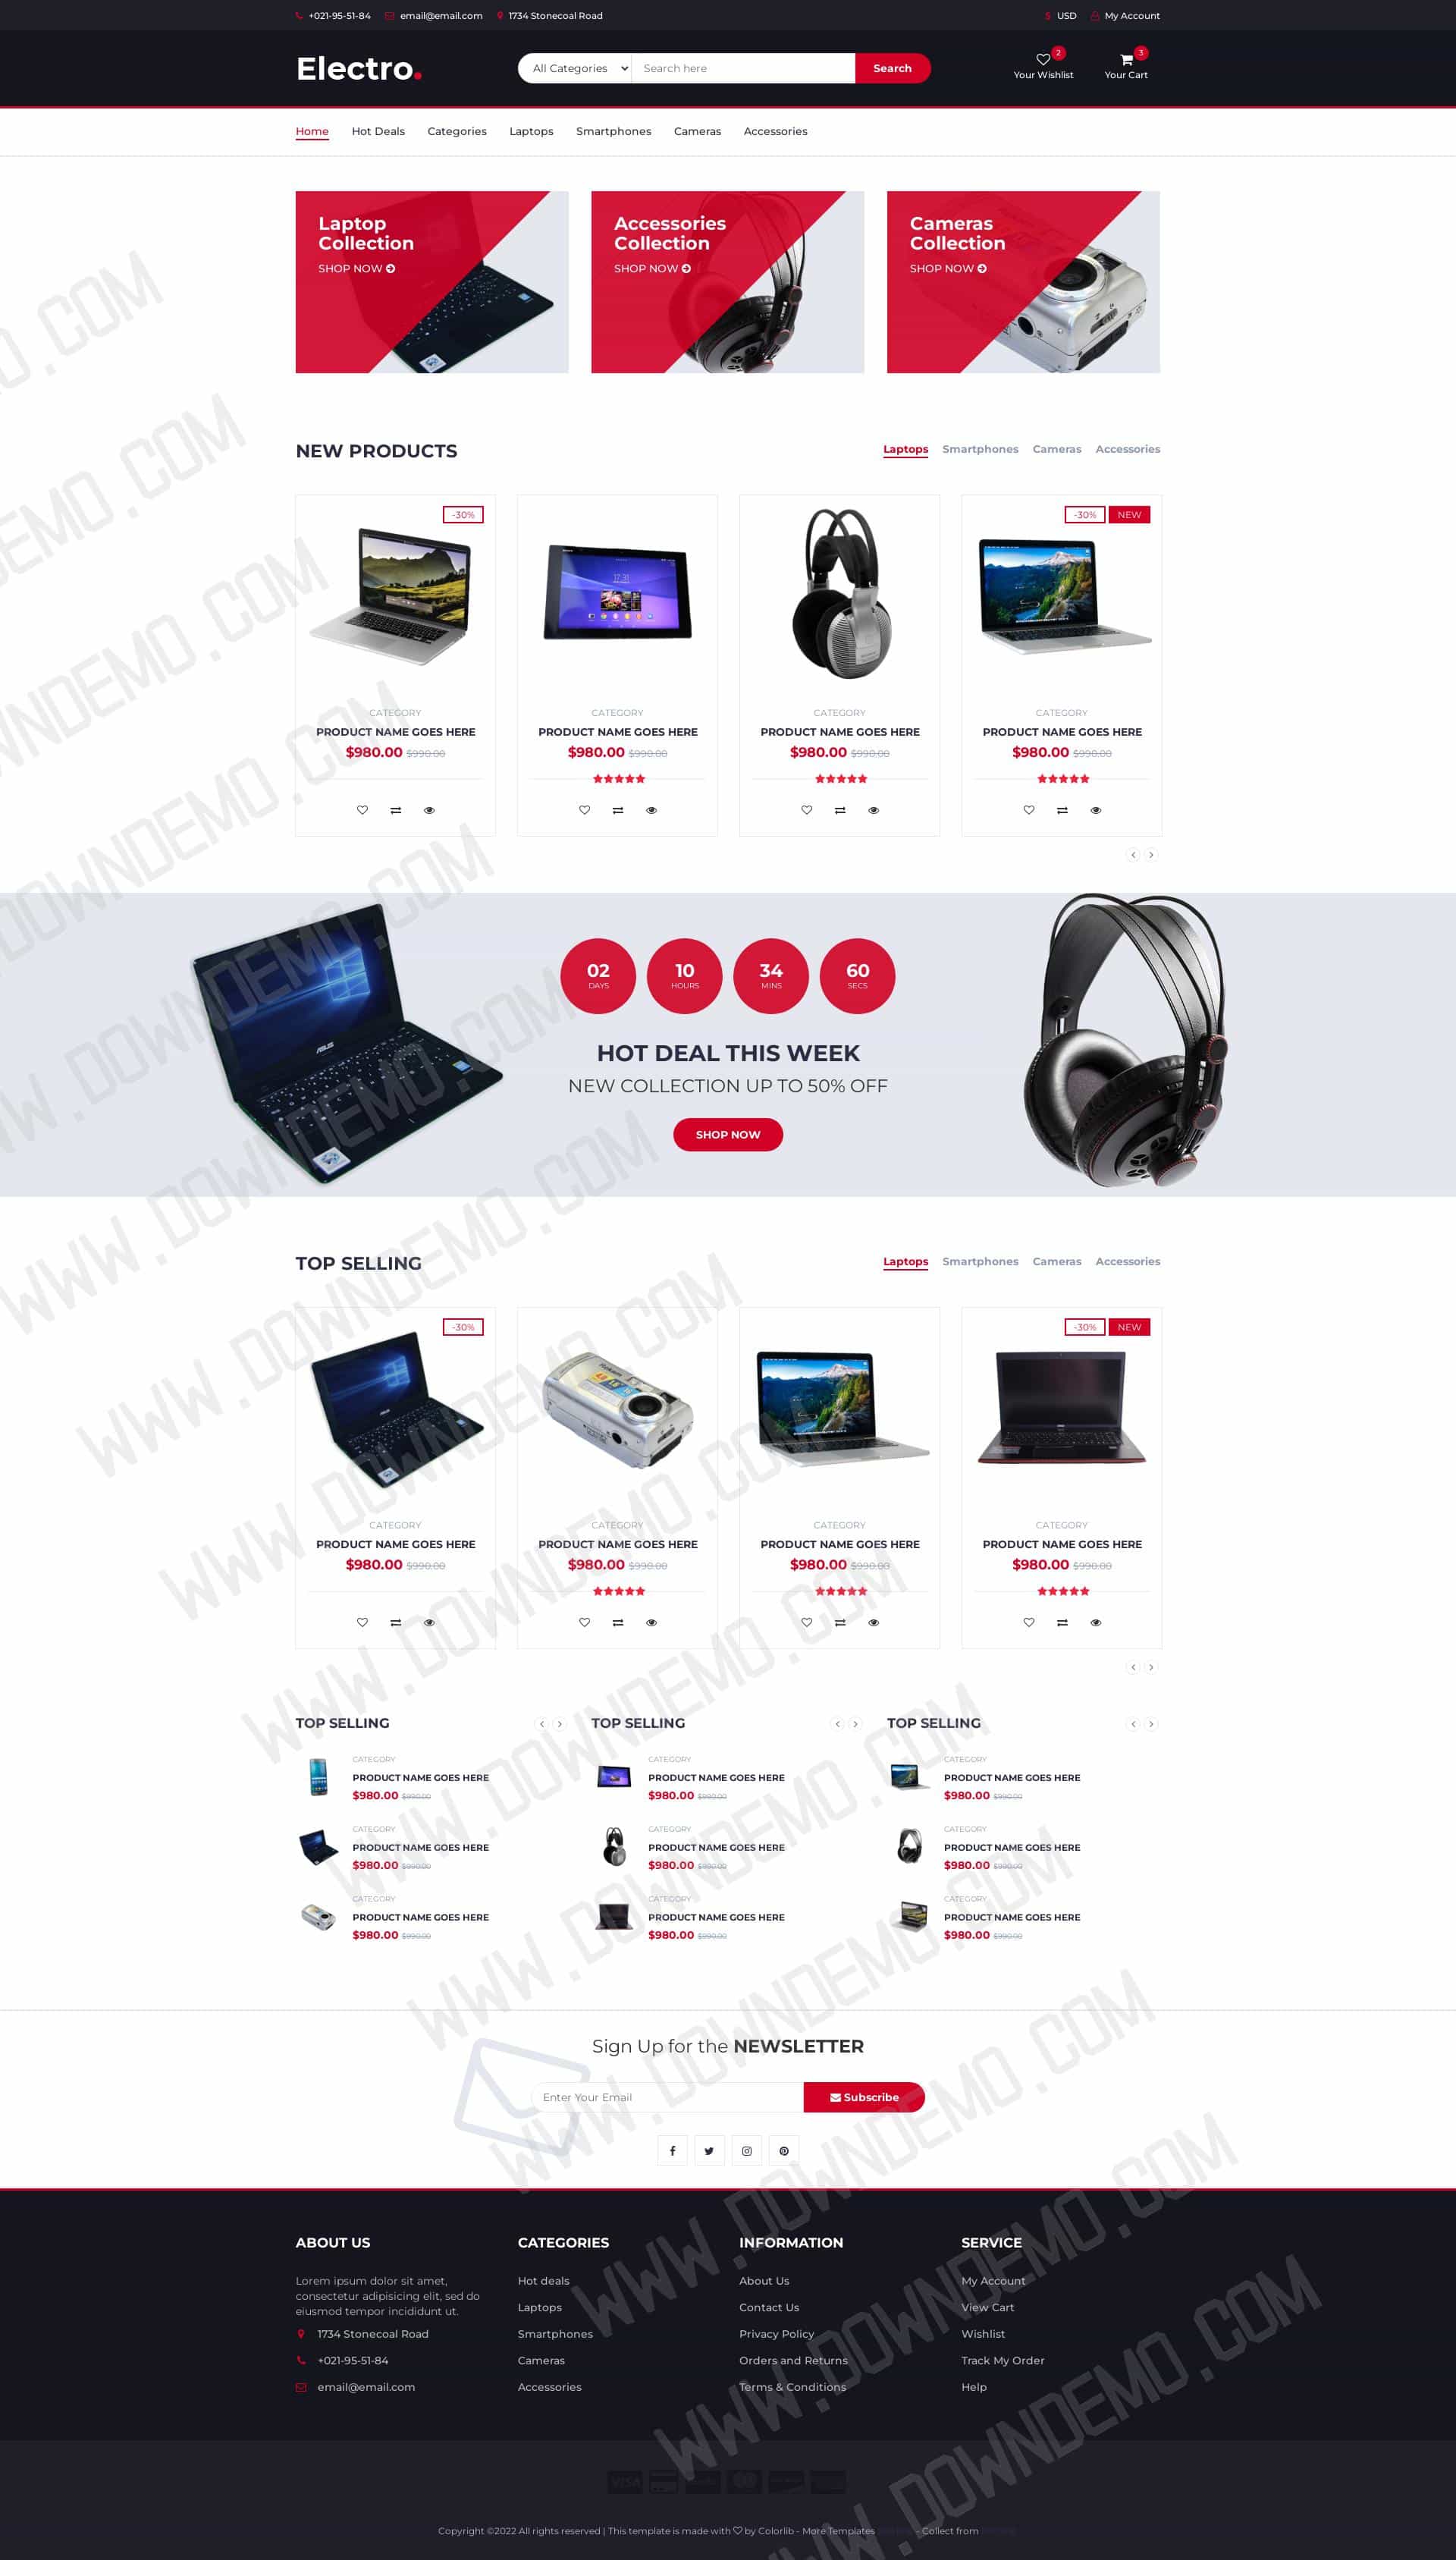 +021-95-51-84 email@email.com 1734 Stonecoal Road $ USD My Account
Electro. All Categories Search here Search 2 Your Wishlist 3 Your Cart
Home Hot Deals Categories Laptops Smartphones Cameras Accessories
Laptop
Collection
SHOP NOW
Accessories
Collection
SHOP NOW
Cameras
Collection
SHOP NOW
NEW PRODUCTS Laptops Smartphones Cameras Accessories
-30% -30% NEW
CATEGORY CATEGORY CATEGORY CATEGORY
PRODUCT NAME GOES HERE PRODUCT NAME GOES HERE PRODUCT NAME GOES HERE PRODUCT NAME GOES HERE
$980.00 $990.00 $980.00 $990.00 $980.00 $990.00 $980.00 $990.00
02 10 34 60
DAYS HOURS MINS SECS
HOT DEAL THIS WEEK
NEW COLLECTION UP TO 50% OFF
SHOP NOW
TOP SELLING Laptops Smartphones Cameras Accessories
-30% -30% NEW
CATEGORY CATEGORY CATEGORY CATEGORY
PRODUCT NAME GOES HERE PRODUCT NAME GOES HERE PRODUCT NAME GOES HERE PRODUCT NAME GOES HERE
$980.00 $990.00 $980.00 $990.00 $980.00 $990.00 $980.00 $990.00
TOP SELLING TOP SELLING TOP SELLING
CATEGORY CATEGORY CATEGORY
PRODUCT NAME GOES HERE PRODUCT NAME GOES HERE PRODUCT NAME GOES HERE
$980.00 $990.00 $980.00 $990.00 $980.00 $990.00
CATEGORY CATEGORY CATEGORY
PRODUCT NAME GOES HERE PRODUCT NAME GOES HERE PRODUCT NAME GOES HERE
$980.00 $990.00 $980.00 $990.00 $980.00 $990.00
CATEGORY CATEGORY CATEGORY
PRODUCT NAME GOES HERE PRODUCT NAME GOES HERE PRODUCT NAME GOES HERE
$980.00 $990.00 $980.00 $990.00 $980.00 $990.00
Sign Up for the NEWSLETTER
Enter Your Email Subscribe
ABOUT US
Lorem ipsum dolor sit amet,
consectetur adipisicing elit, sed do
eiusmod tempor incididunt ut.
1734 Stonecoal Road
+021-95-51-84
email@email.com
CATEGORIES
Hot deals
Laptops
Smartphones
Cameras
Accessories
INFORMATION
About Us
Contact Us
Privacy Policy
Orders and Returns
Terms & Conditions
SERVICE
My Account
View Cart
Wishlist
Track My Order
Help
VISA
Copyright ©2022 All rights reserved | This template is made with by Colorlib - More Templates - Collect from
WWW.DOWNDEMO.COM